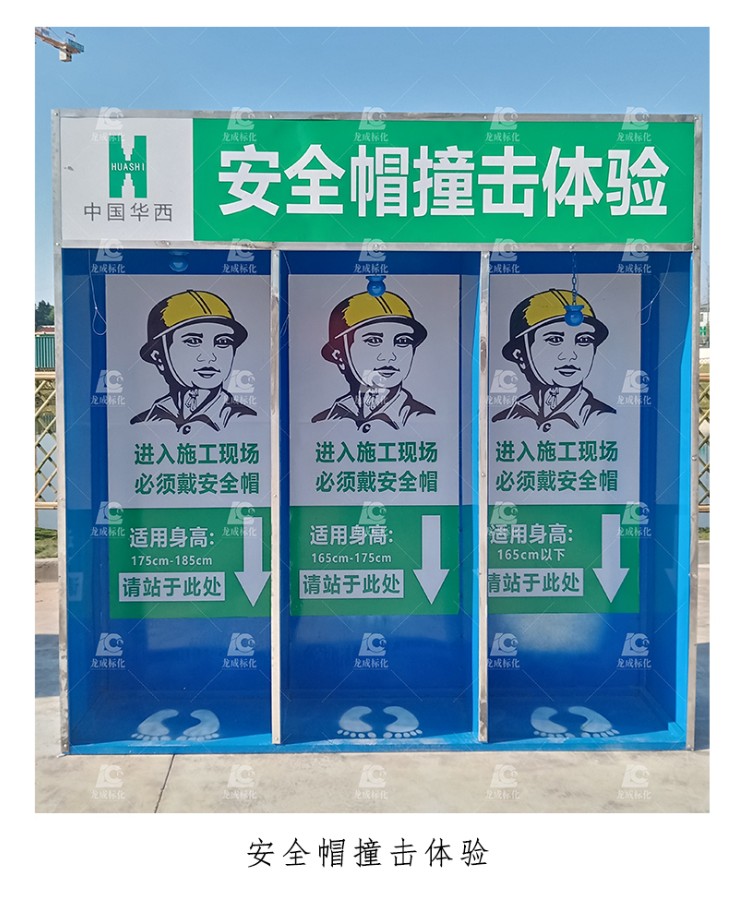 HUASHI
中国华西
安全帽撞击体验
进入施工现场
必须戴安全帽
适用身高:
175cm-185cm
请站于此处
进入施工现场
必须戴安全帽
适用身高:
165cm-175cm
请站于此处
进入施工现场
必须戴安全帽
适用身高:
165cm以下
请站于此处
龙成标化
安全帽撞击体验